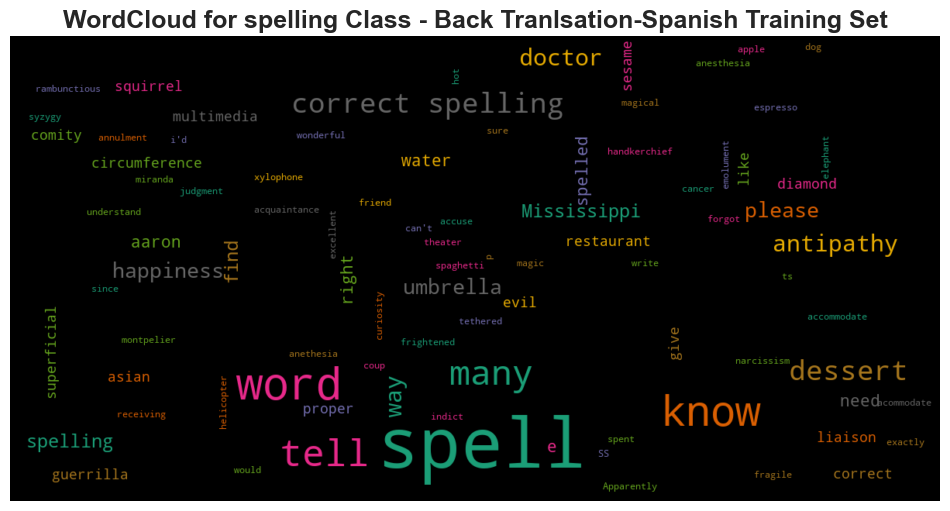 WordCloud for spelling Class - Back Tranlsation-Spanish Training Set
doctor
sesame
apple
dog
hot
anesthesia
rambunctious
squirrel
correct spelling
magical
espresso
syzygy
multimedia
comity
annulment
i'd
wonderful
sure
spelled
handkerchief
emolument
like
elephant
circumference
water
miranda
xylophone
judgment
cancer
diamond
understand
acquaintance
friend
excellent
can't
accuse
Mississippi
forgot
please
aaron
find
theater
restaurant
antipathy
happiness
right
spaghetti
p
magic
write
ts
since
umbrella
evil
curiosity
tethered
accommodate
superficial
montpelier
anethesia
frightened
give
narcissism
asian
word
coup
many
dessert
helicopter
proper
way
know
need
acommodate
receiving
indict
spelling
tell
spell
e
spent
SS
liaison
exactly
guerrilla
would
Apparently
fragile
correct